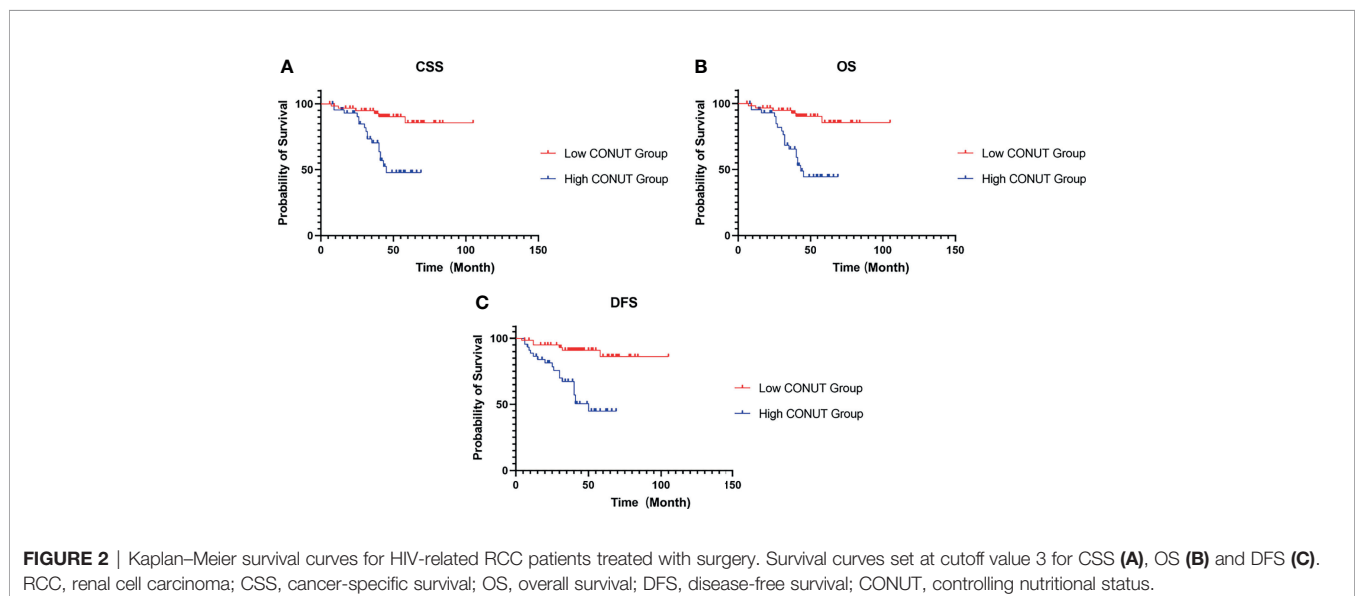 A
CSS
Probability of Survival
100
50
0
0 50 100 150
Time (Month)
Low CONUT Group
High CONUT Group
B
OS
Probability of Survival
100
50
0
0 50 100 150
Time (Month)
Low CONUT Group
High CONUT Group
C
DFS
Probability of Survival
100
50
0
0 50 100 150
Time (Month)
Low CONUT Group
High CONUT Group
FIGURE 2 | Kaplan–Meier survival curves for HIV-related RCC patients treated with surgery. Survival curves set at cutoff value 3 for CSS (A), OS (B) and DFS (C).
RCC, renal cell carcinoma; CSS, cancer-specific survival; OS, overall survival; DFS, disease-free survival; CONUT, controlling nutritional status.